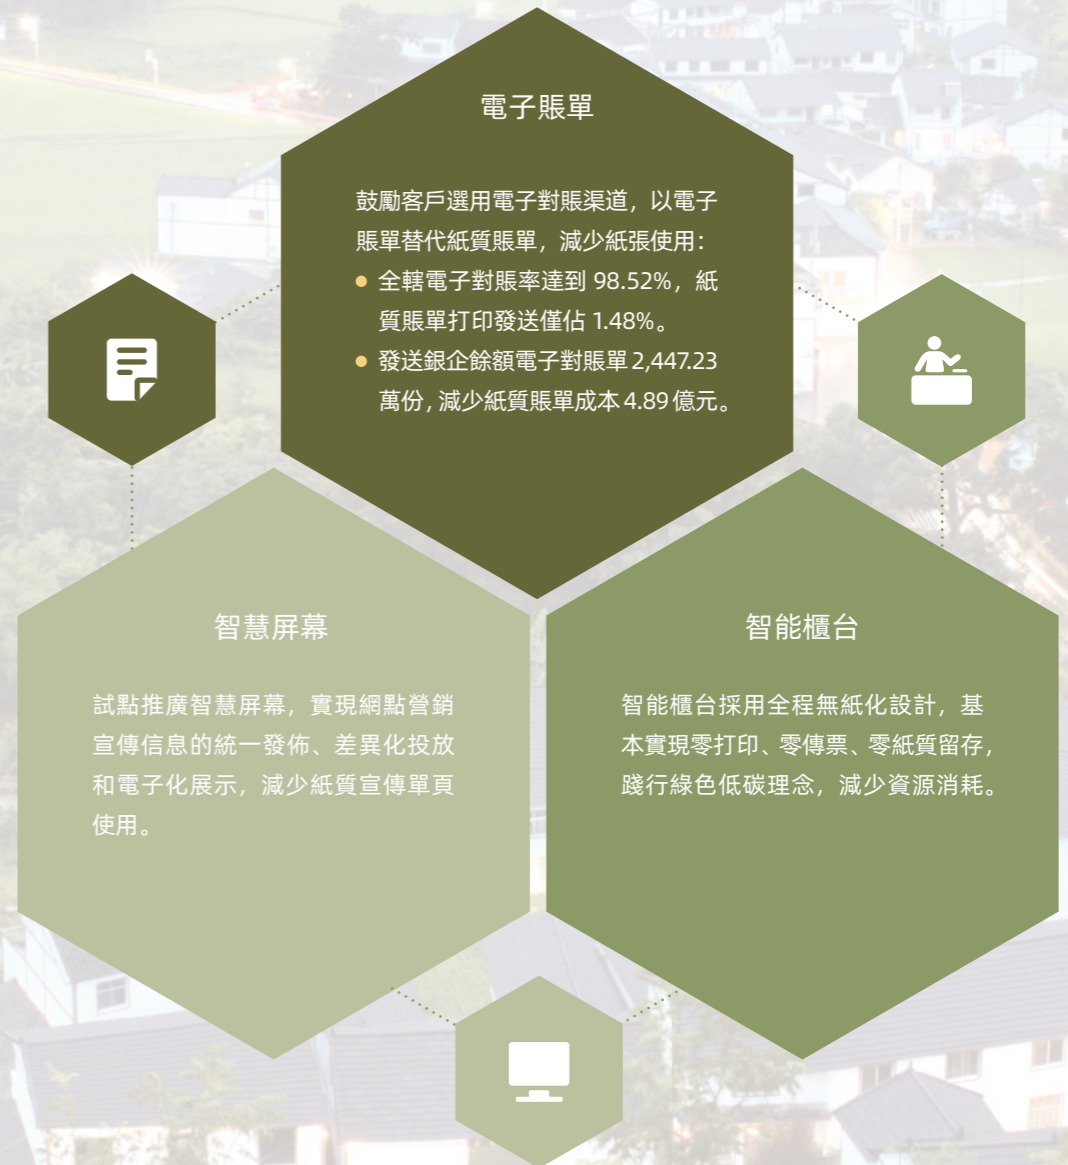 電子賬單
鼓勵客戶選用電子對賬渠道，以電子
賬單替代紙質賬單，減少紙張使用：
● 全轄電子對賬率達到 98.52%，紙
質賬單打印發送僅佔 1.48%。
● 發送銀企餘額電子對賬單 2,447.23
萬份，減少紙質賬單成本 4.89 億元。
智慧屏幕
試點推廣智慧屏幕，實現網點營銷
宣傳信息的統一發佈、差異化投放
和電子化展示，減少紙質宣傳單頁
使用。
智能櫃台
智能櫃台採用全程無紙化設計，基
本實現零打印、零傳票、零紙質留存，
踐行綠色低碳理念，減少資源消耗。